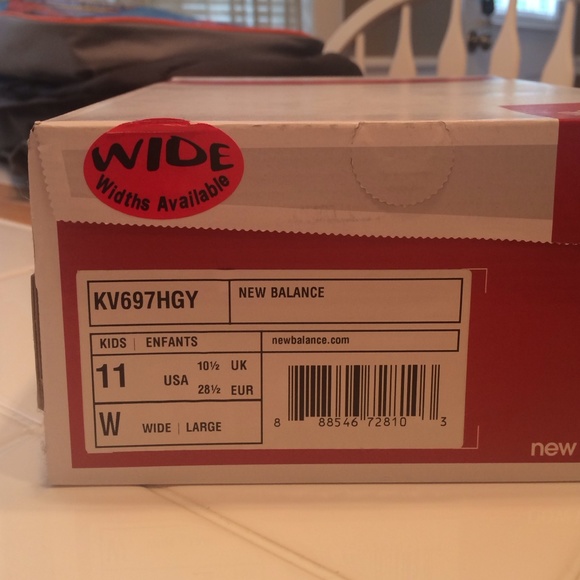 WIDE
Widths Available
KV697HGY
NEW BALANCE
KIDS | ENFANTS
newbalance.com
11 USA 10½ UK
28½ EUR
W WIDE | LARGE
8 88546 72810 3
new